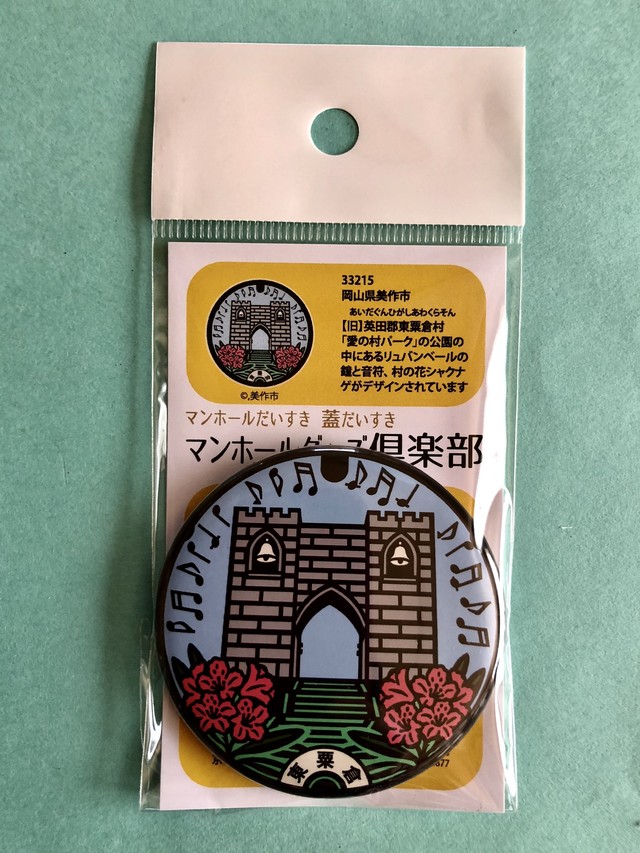 33215
岡山県美作市
あいだぐんひがしあわくらそん
【旧】英田郡東粟倉村
「愛の村パーク」の公園の
中にあるリュバンベールの
鐘と音符、村の花シャクナ
ゲがデザインされています
©美作市
マンホールだいすき 蓋だいすき
マンホールグッズ倶楽部
東粟倉